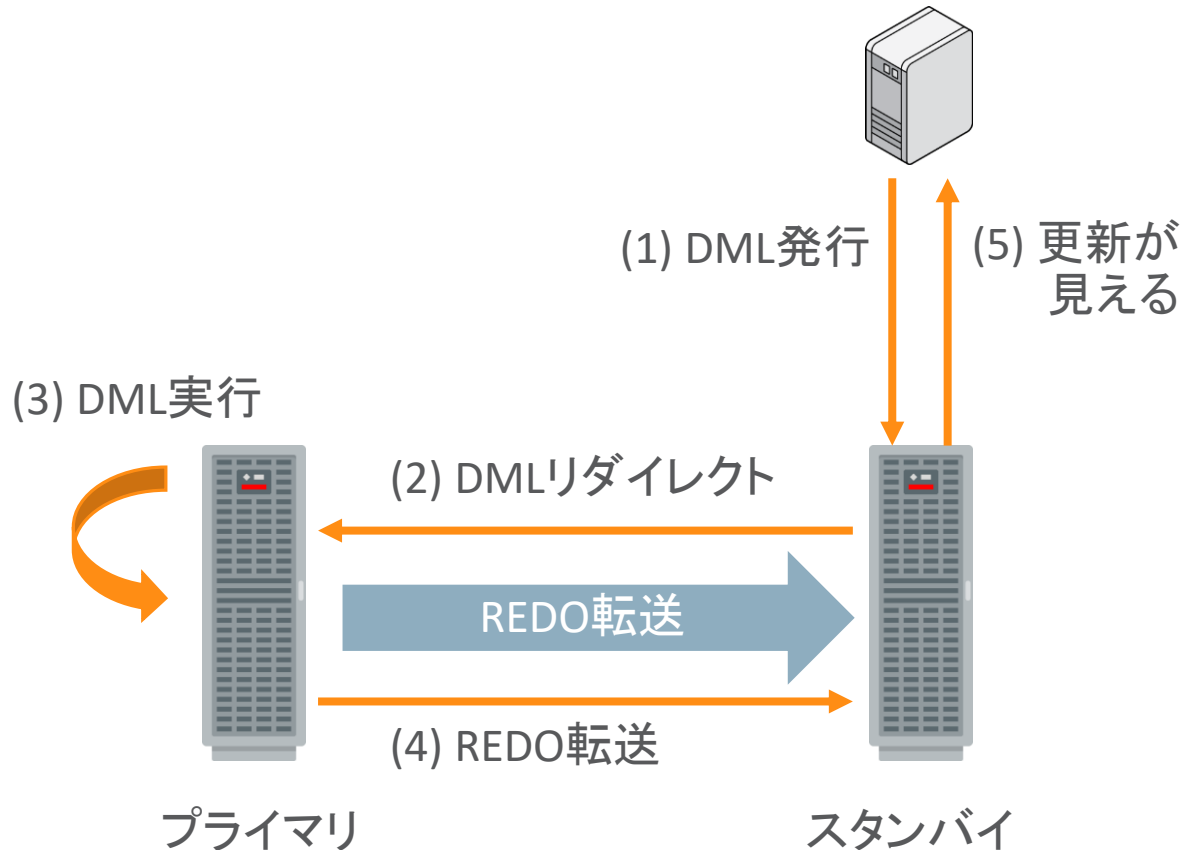 (1) DML発行
(5) 更新が
見える
(3) DML実行
(2) DMLリダイレクト
REDO転送
(4) REDO転送
プライマリ
スタンバイ